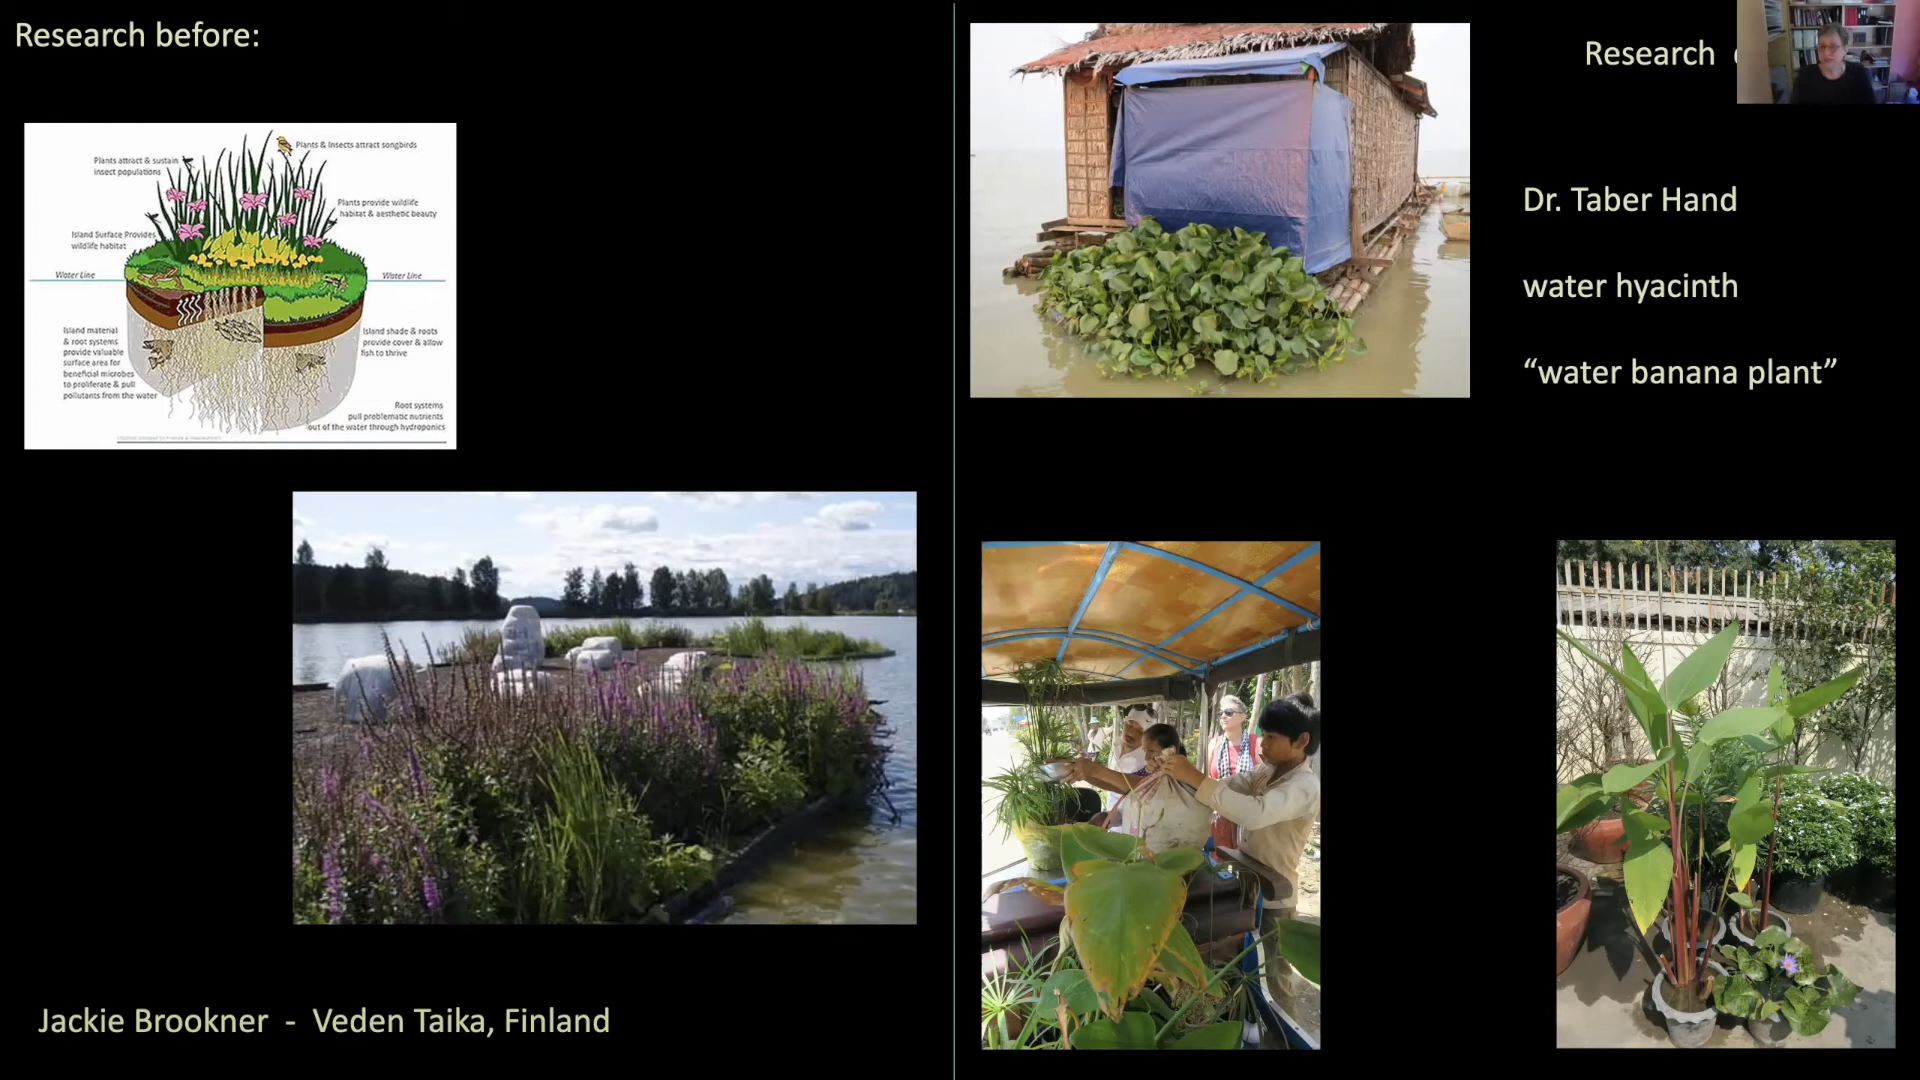 Research before:
Plants & Insects attract songbirds
Plants attract & sustain
insect populations
Plants provide wildlife
habitat & aesthetic beauty
Island Surface Provides
wildlife habitat
Water Line
Water Line
Island material
& root systems
provide valuable
surface area for
beneficial microbes
to proliferate & pull
pollutants from the water
Island shade & roots
provide cover & allow
fish to thrive
Root systems
pull problematic nutrients
out of the water through hydroponics
Jackie Brookner - Veden Taika, Finland
Research
Dr. Taber Hand
water hyacinth
“water banana plant”